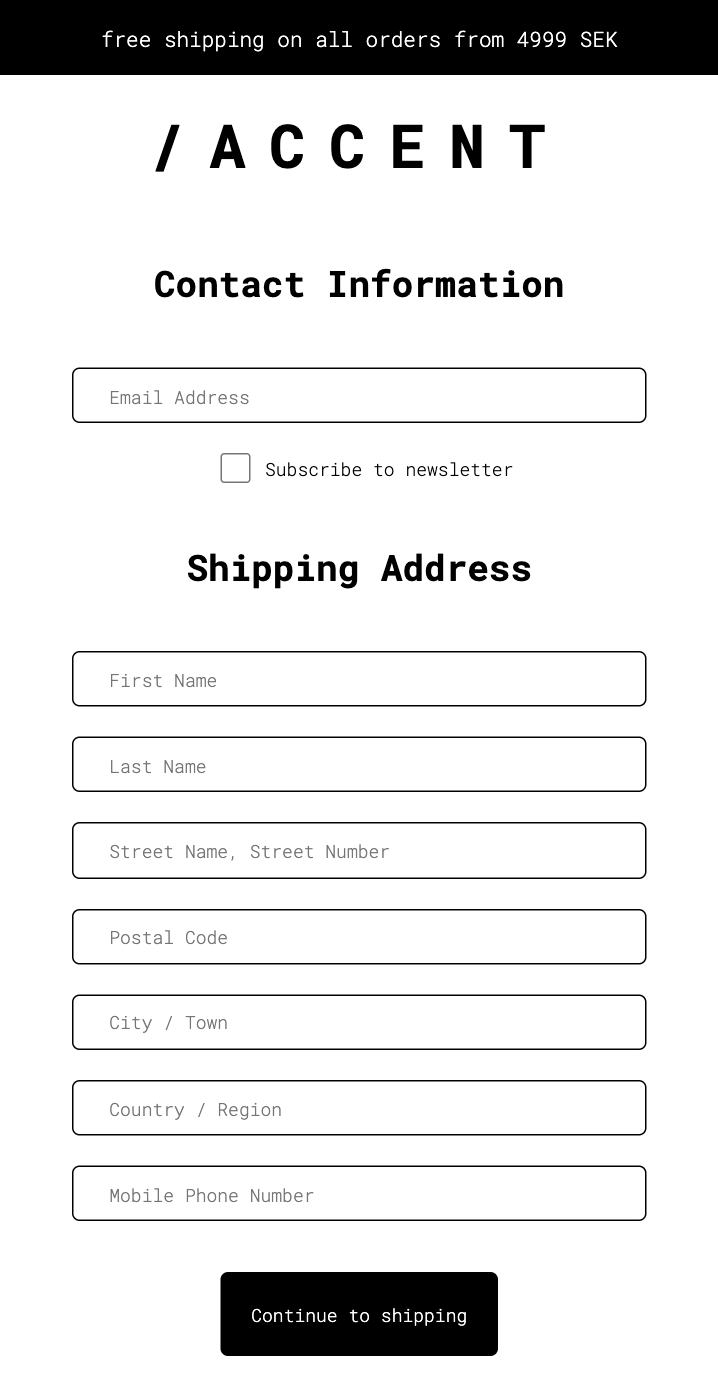 free shipping on all orders from 4999 SEK
/ACCENT
Contact Information
Email Address
Subscribe to newsletter
Shipping Address
First Name
Last Name
Street Name, Street Number
Postal Code
City / Town
Country / Region
Mobile Phone Number
Continue to shipping